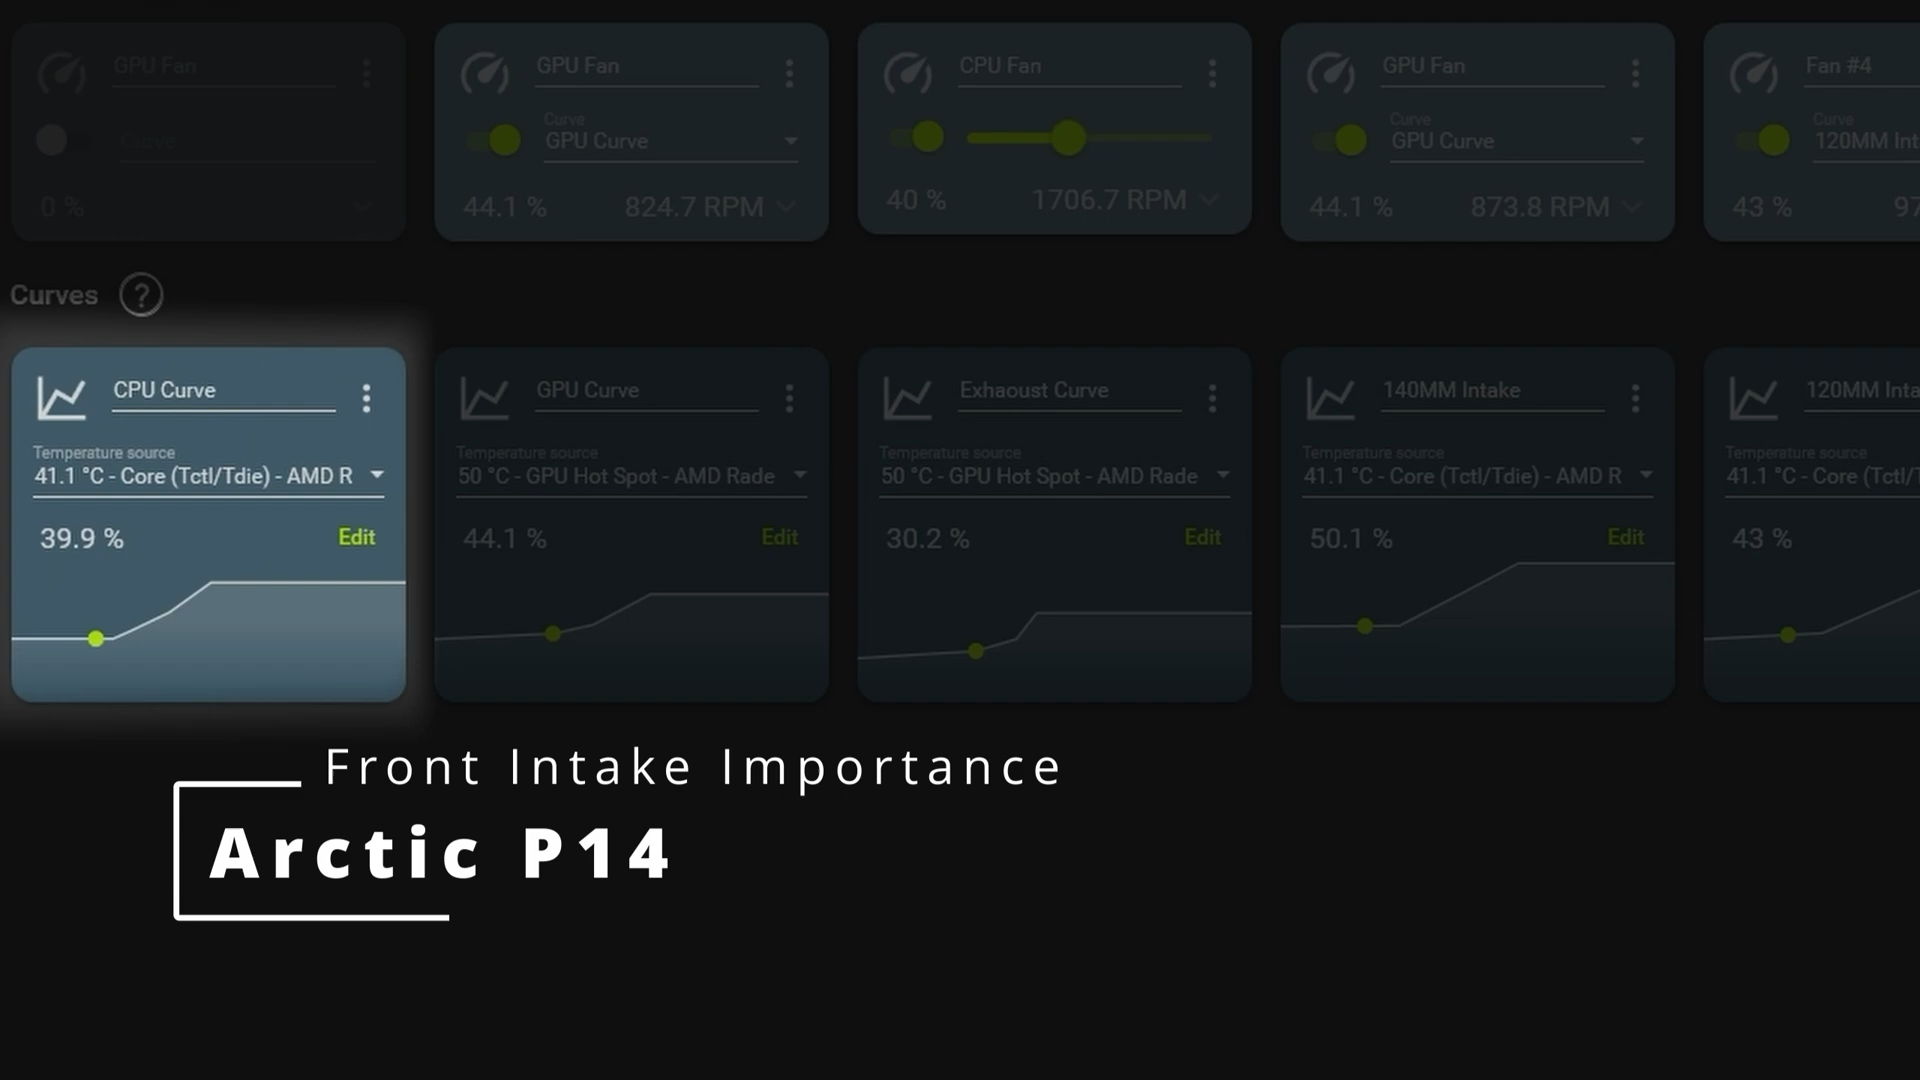 GPU Fan
Curve
0 %
GPU Fan
Curve
GPU Curve
44.1 %
824.7 RPM
CPU Fan
40 %
1706.7 RPM
GPU Fan
Curve
GPU Curve
44.1 %
873.8 RPM
Fan #4
Curve
120MM Int
43 %
97
Curves ?
CPU Curve
Temperature source
41.1 °C - Core (Tctl/Tdie) - AMD R
39.9 %
Edit
GPU Curve
Temperature source
50 °C - GPU Hot Spot - AMD Rade
44.1 %
Edit
Exhaoust Curve
Temperature source
50 °C - GPU Hot Spot - AMD Rade
30.2 %
Edit
140MM Intake
Temperature source
41.1 °C - Core (Tctl/Tdie) - AMD R
50.1 %
Edit
120MM Inta
Temperature source
41.1 °C - Core (Tctl/T
43 %
Front Intake Importance
Arctic P14